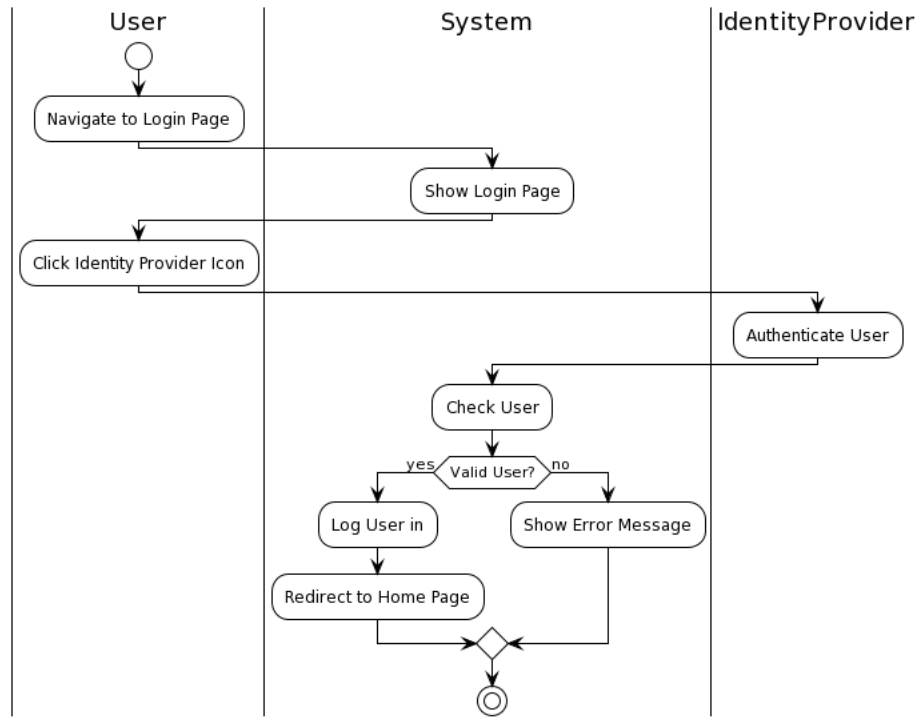 User
System
IdentityProvider
Navigate to Login Page
Show Login Page
Click Identity Provider Icon
Authenticate User
Check User
yes
Valid User?
no
Log User in
Show Error Message
Redirect to Home Page